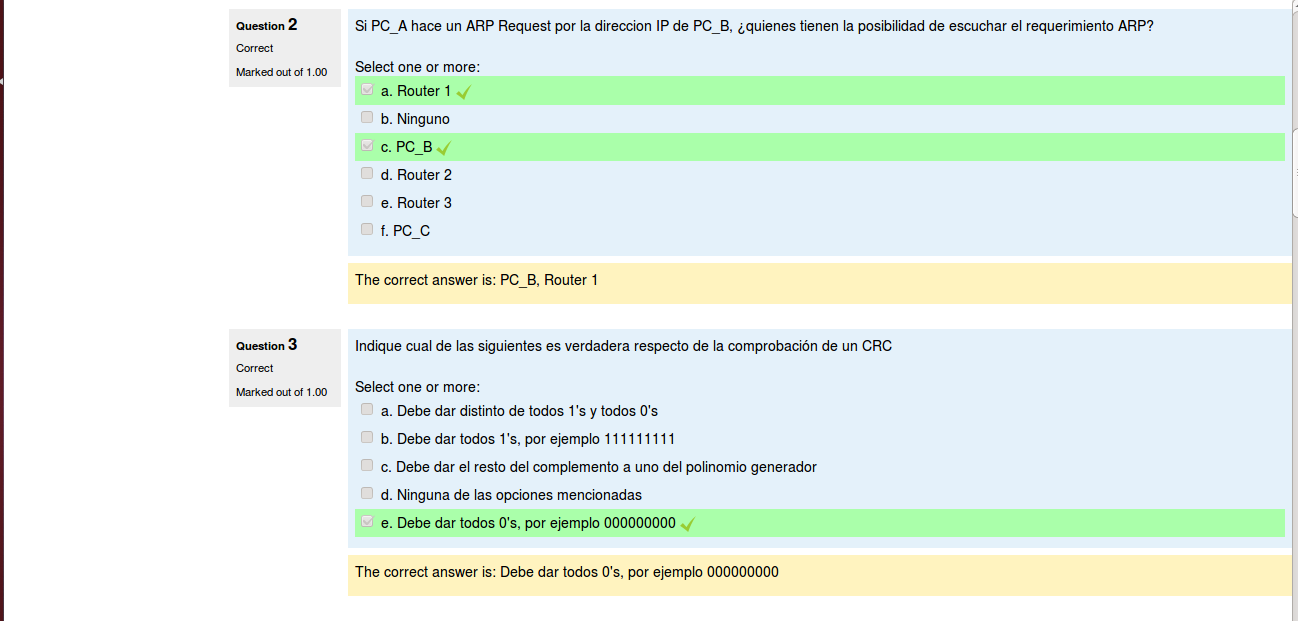 Question 2
Correct
Marked out of 1.00
Si PC_A hace un ARP Request por la direccion IP de PC_B, ¿quienes tienen la posibilidad de escuchar el requerimiento ARP?
Select one or more:
a. Router 1
b. Ninguno
c. PC_B
d. Router 2
e. Router 3
f. PC_C
The correct answer is: PC_B, Router 1
Question 3
Correct
Marked out of 1.00
Indique cual de las siguientes es verdadera respecto de la comprobación de un CRC
Select one or more:
a. Debe dar distinto de todos 1's y todos 0's
b. Debe dar todos 1's, por ejemplo 111111111
c. Debe dar el resto del complemento a uno del polinomio generador
d. Ninguna de las opciones mencionadas
e. Debe dar todos 0's, por ejemplo 000000000
The correct answer is: Debe dar todos 0's, por ejemplo 000000000